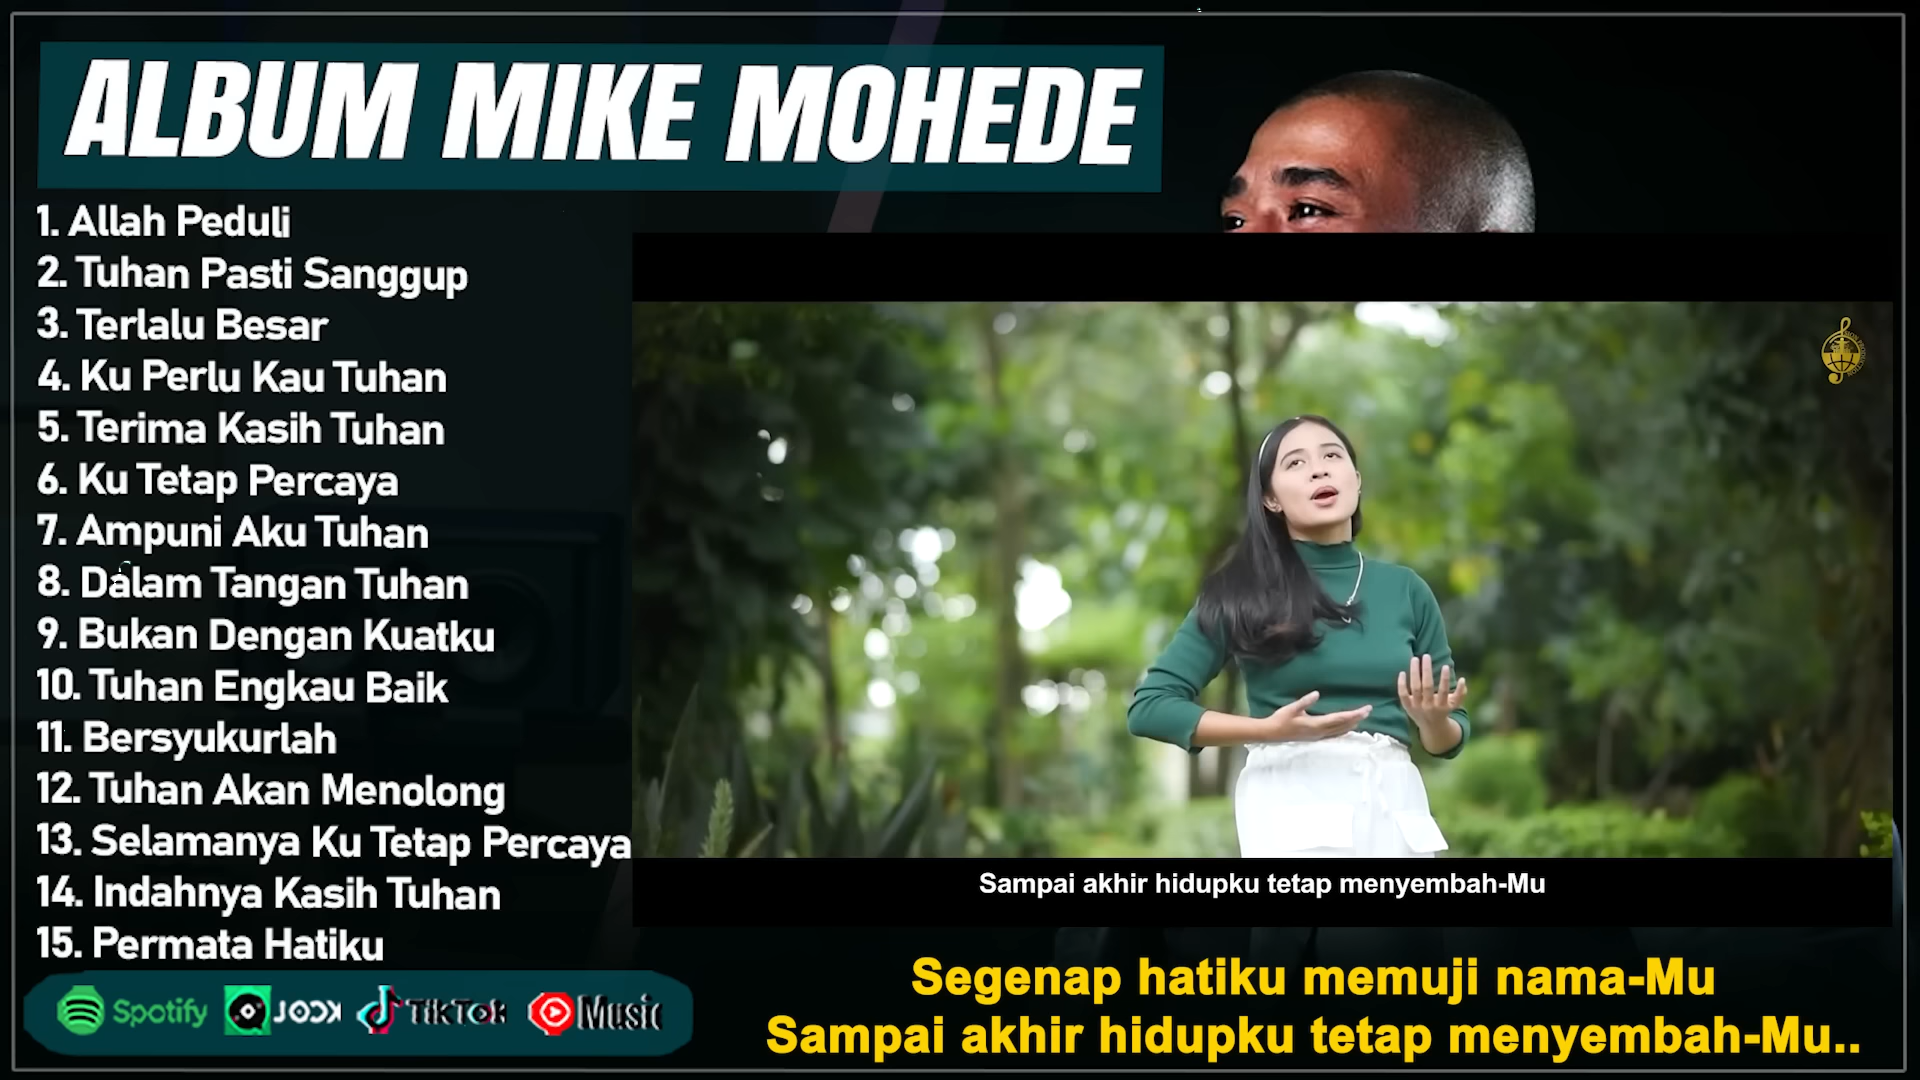 ALBUM MIKE MOHEDE
1. Allah Peduli
2. Tuhan Pasti Sanggup
3. Terlalu Besar
4. Ku Perlu Kau Tuhan
5. Terima Kasih Tuhan
6. Ku Tetap Percaya
7. Ampuni Aku Tuhan
8. Dalam Tangan Tuhan
9. Bukan Dengan Kuatku
10. Tuhan Engkau Baik
11. Bersyukurlah
12. Tuhan Akan Menolong
13. Selamanya Ku Tetap Percaya
14. Indahnya Kasih Tuhan
15. Permata Hatiku
Spotify JOOX TikTok Music
Sampai akhir hidupku tetap menyembah-Mu
Segenap hatiku memuji nama-Mu
Sampai akhir hidupku tetap menyembah-Mu..